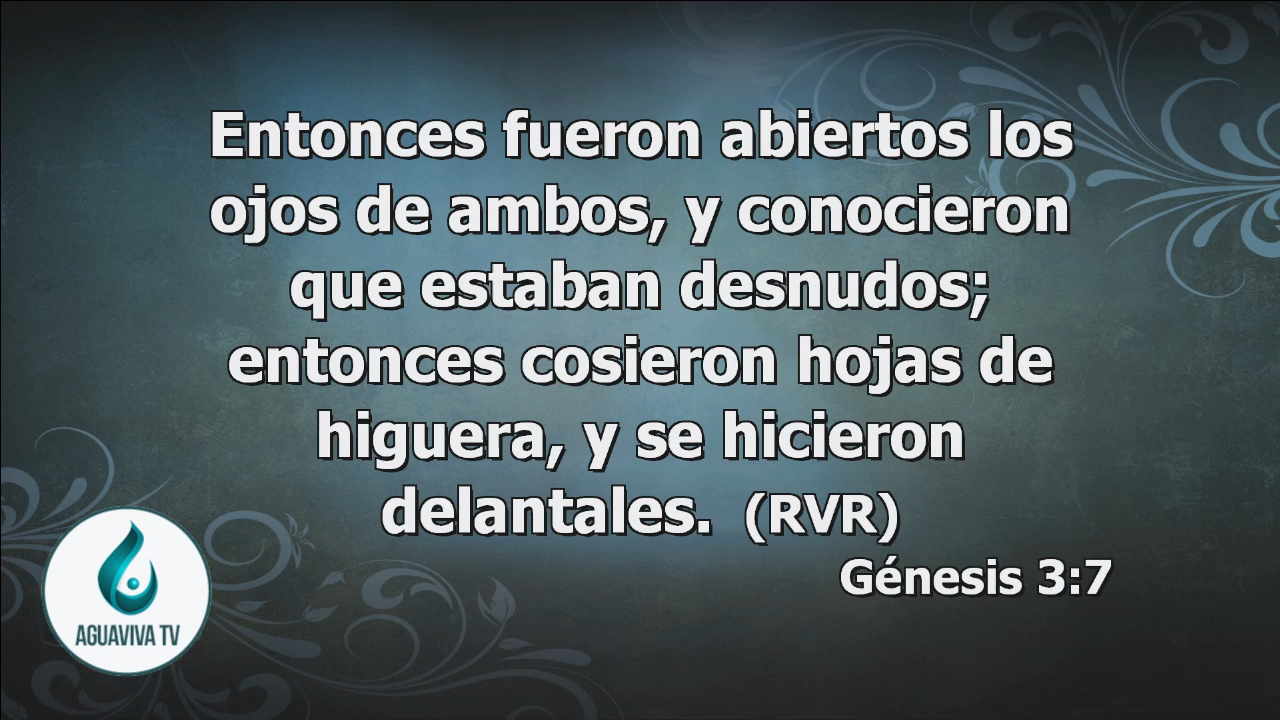 Entonces fueron abiertos los
ojos de ambos, y conocieron
que estaban desnudos;
entonces cosieron hojas de
higuera, y se hicieron
delantales. (RVR)
Génesis 3:7
AGUAVIVA TV